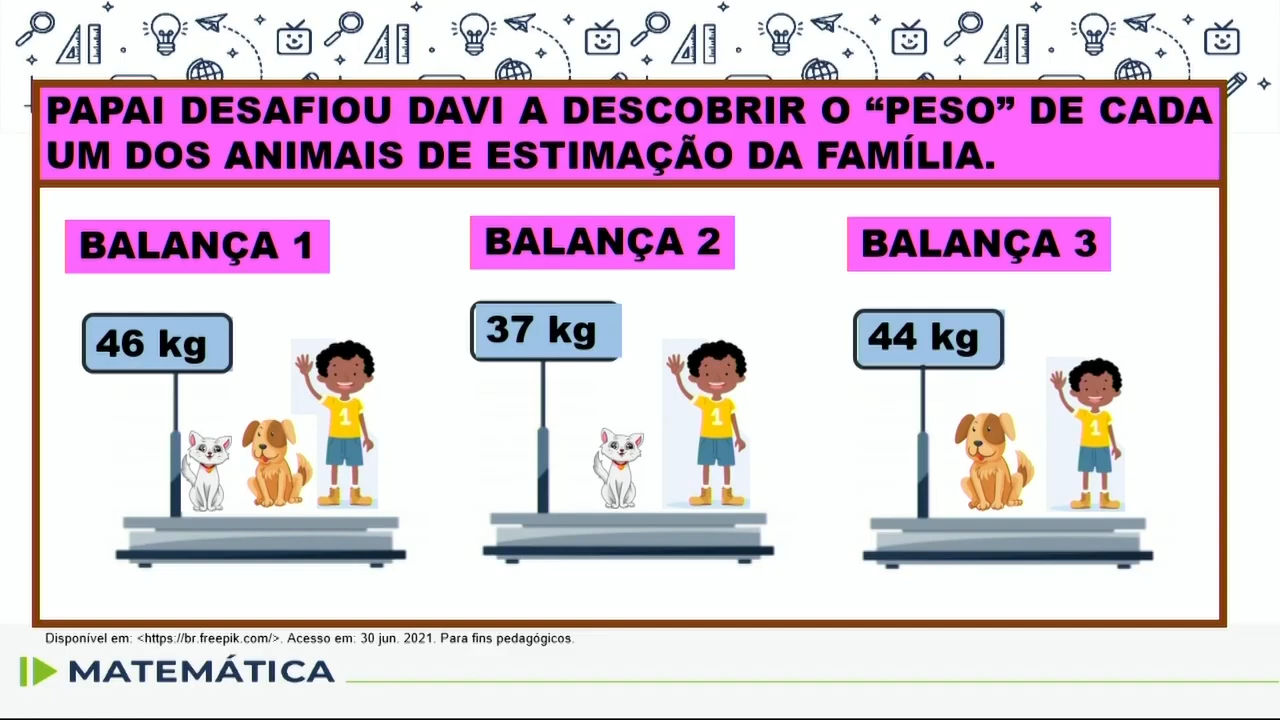 PAPAI DESAFIOU DAVI A DESCOBRIR O “PESO” DE CADA
UM DOS ANIMAIS DE ESTIMAÇÃO DA FAMÍLIA.
BALANÇA 1
BALANÇA 2
BALANÇA 3
46 kg
37 kg
44 kg
1
1
1
Disponível em: <https://br.freepik.com/>. Acesso em: 30 jun. 2021. Para fins pedagógicos.
MATEMÁTICA